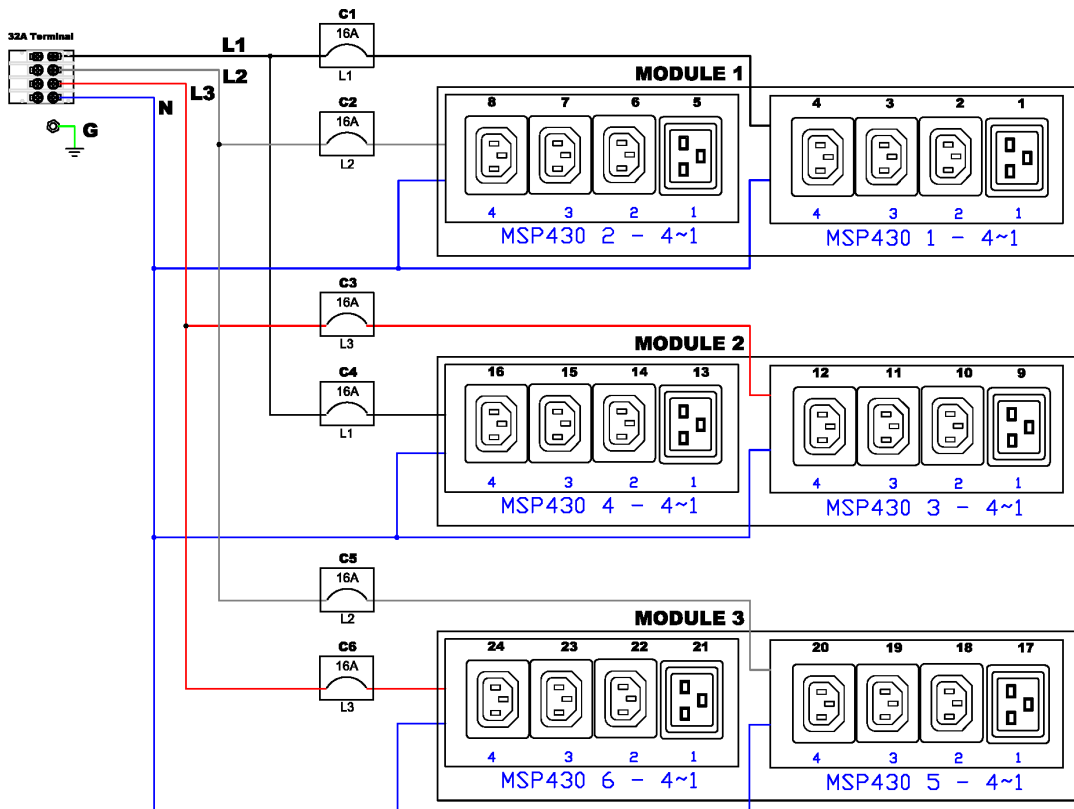 32A Terminal
L1
L2
L3
N
G
C1
16A
L1
C2
16A
L2
MODULE 1
8 7 6 5 4 3 2 1
4 3 2 1 4 3 2 1
MSP430 2 - 4~1 MSP430 1 - 4~1
C3
16A
L3
C4
16A
L1
MODULE 2
16 15 14 13 12 11 10 9
4 3 2 1 4 3 2 1
MSP430 4 - 4~1 MSP430 3 - 4~1
C5
16A
L2
C6
16A
L3
MODULE 3
24 23 22 21 20 19 18 17
4 3 2 1 4 3 2 1
MSP430 6 - 4~1 MSP430 5 - 4~1